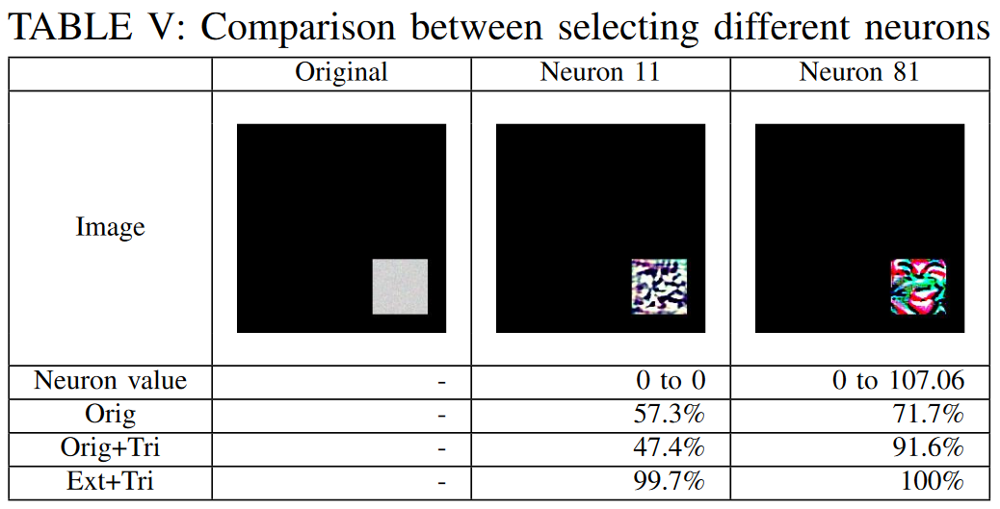 TABLE V: Comparison between selecting different neurons
Original Neuron 11 Neuron 81
Image
Neuron value - 0 to 0 0 to 107.06
Orig - 57.3% 71.7%
Orig+Tri - 47.4% 91.6%
Ext+Tri - 99.7% 100%